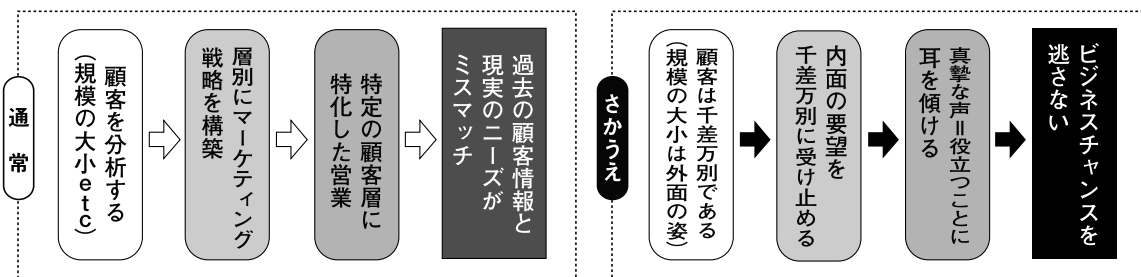 通常
顧客を分析する
（規模の大小etc）
層別にマーケティング
戦略を構築
特定の顧客層に
特化した営業
過去の顧客情報と
現実のニーズが
ミスマッチ
さかうえ
顧客は千差万別である
（規模の大小は外面の姿）
内面の要望を
千差万別に受け止める
真摯な声＝役立つことに
耳を傾ける
ビジネスチャンスを
逃さない